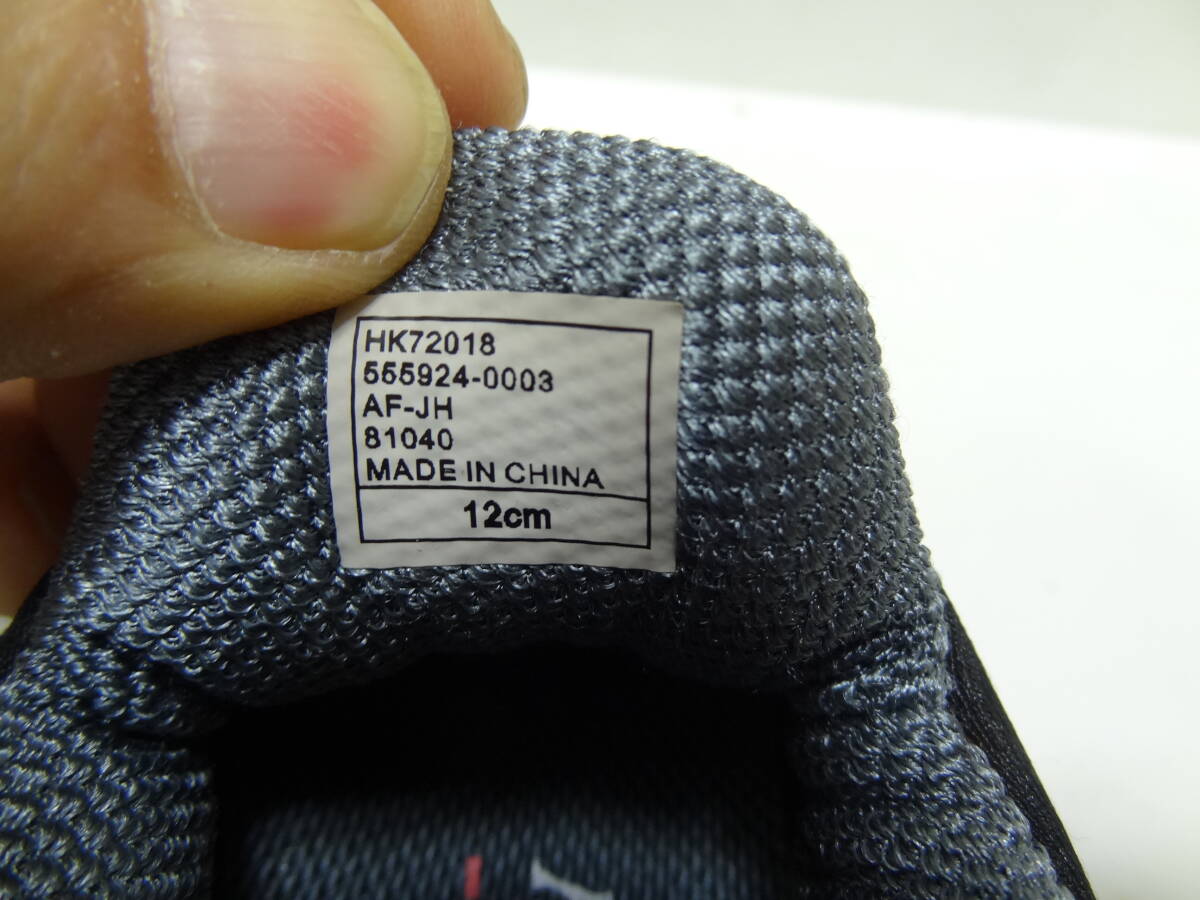 HK72018
555924-0003
AF-JH
81040
MADE IN CHINA
12cm